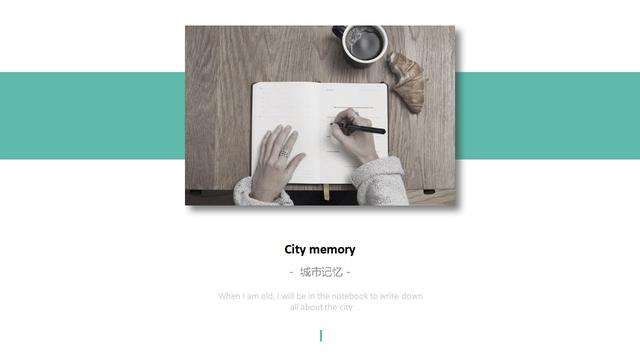 City memory
- 城市记忆 -
When I am old, I will be in the notebook to write down
all about the city